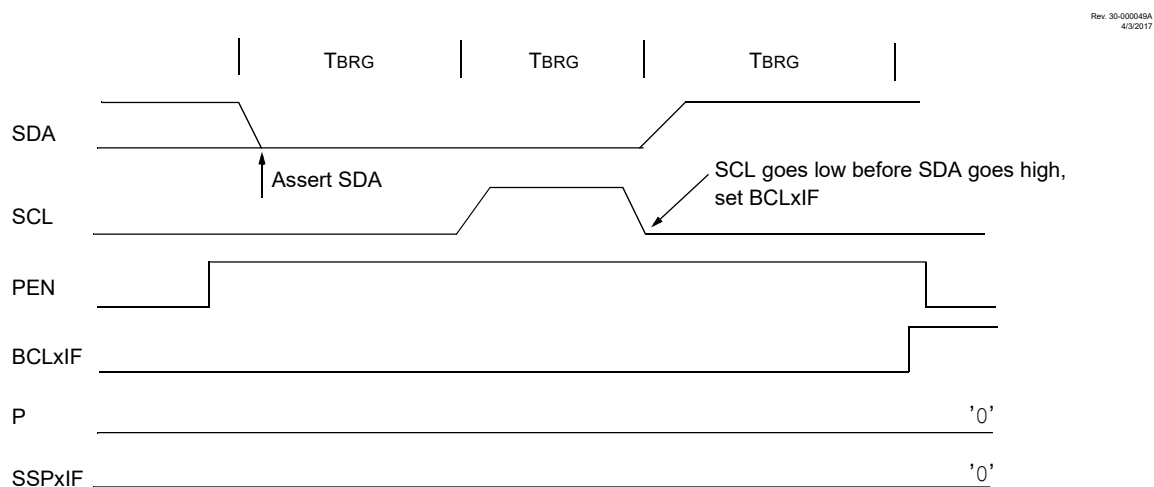 Rev. 30-000049A
4/3/2017
TBRG TBRG TBRG
SDA
Assert SDA
SCL goes low before SDA goes high,
set BCLxIF
SCL
PEN
BCLxIF
P '0'
SSPxIF '0'